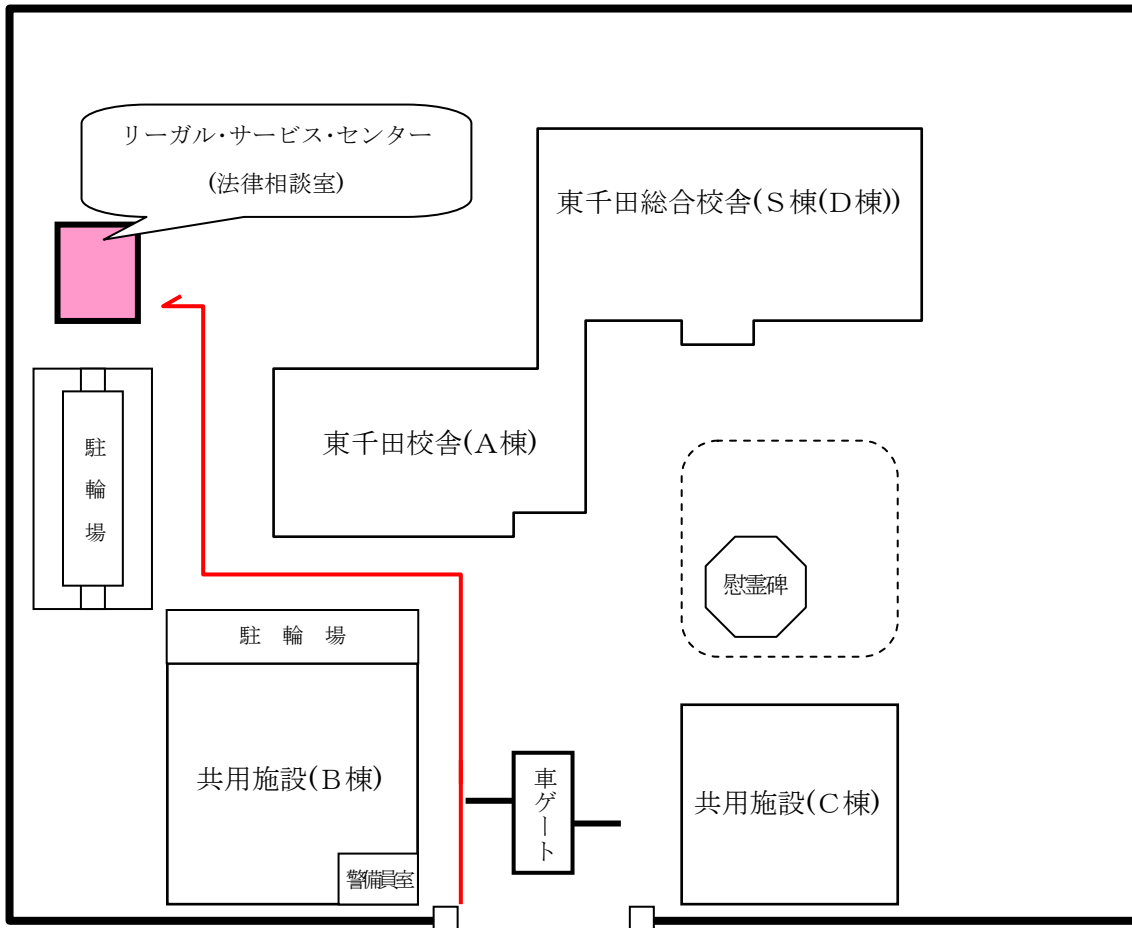 リーガル・サービス・センター
(法律相談室)
東千田総合校舎(S棟(D棟))
東千田校舎(A棟)
駐輪場
慰霊碑
駐 輪 場
共用施設(B棟)
車ゲート
共用施設(C棟)
警備員室